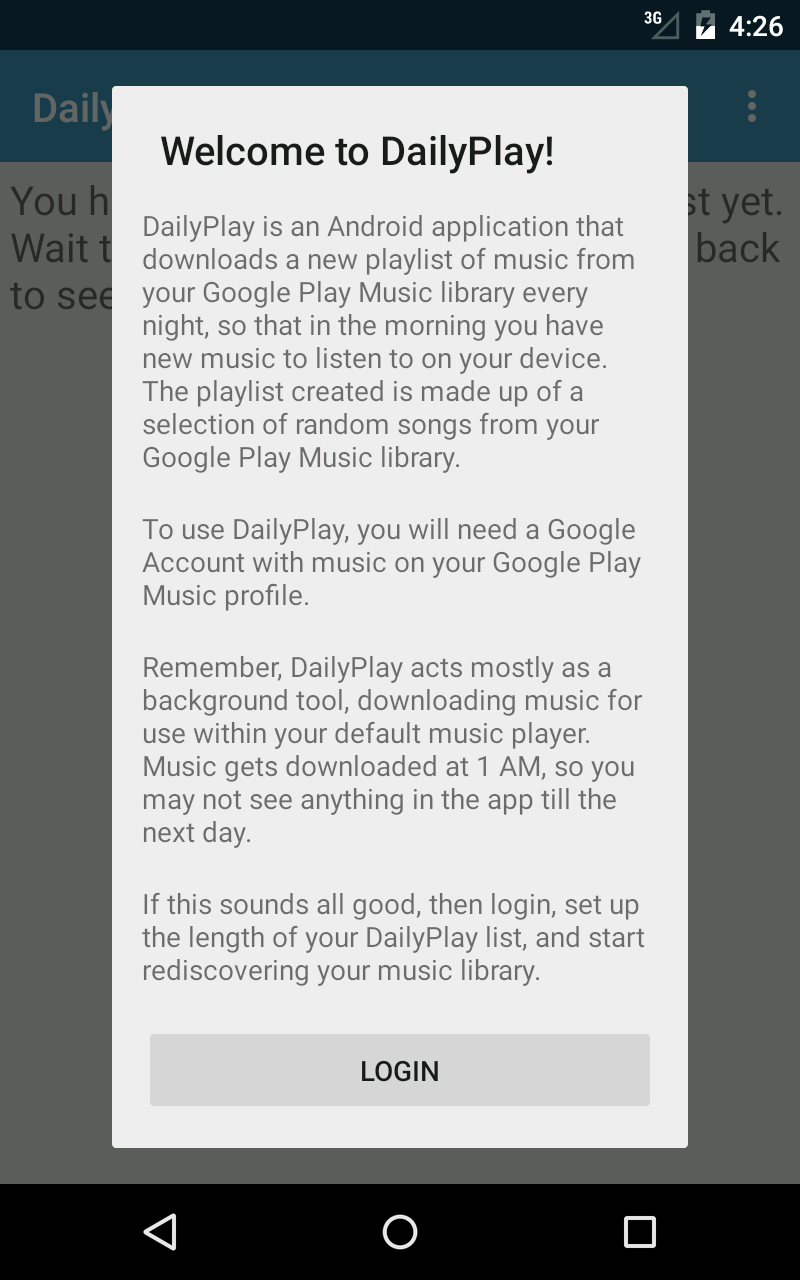 3G 4:26
Daily
Welcome to DailyPlay!
You h
st yet.
Wait t
back
to see
DailyPlay is an Android application that
downloads a new playlist of music from
your Google Play Music library every
night, so that in the morning you have
new music to listen to on your device.
The playlist created is made up of a
selection of random songs from your
Google Play Music library.
To use DailyPlay, you will need a Google
Account with music on your Google Play
Music profile.
Remember, DailyPlay acts mostly as a
background tool, downloading music for
use within your default music player.
Music gets downloaded at 1 AM, so you
may not see anything in the app till the
next day.
If this sounds all good, then login, set up
the length of your DailyPlay list, and start
rediscovering your music library.
LOGIN